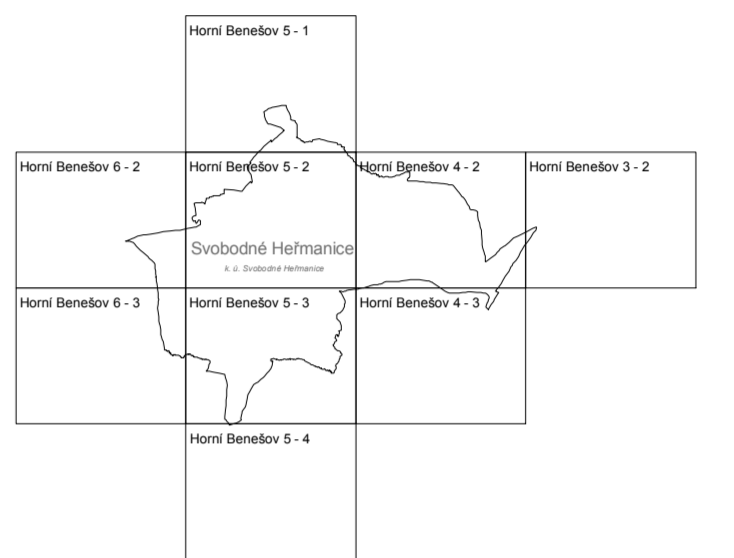 Horní Benešov 5 - 1
Horní Benešov 6 - 2
Horní Benešov 5 - 2
Horní Benešov 4 - 2
Horní Benešov 3 - 2
Svobodné Heřmanice
k. ú. Svobodné Heřmanice
Horní Benešov 6 - 3
Horní Benešov 5 - 3
Horní Benešov 4 - 3
Horní Benešov 5 - 4